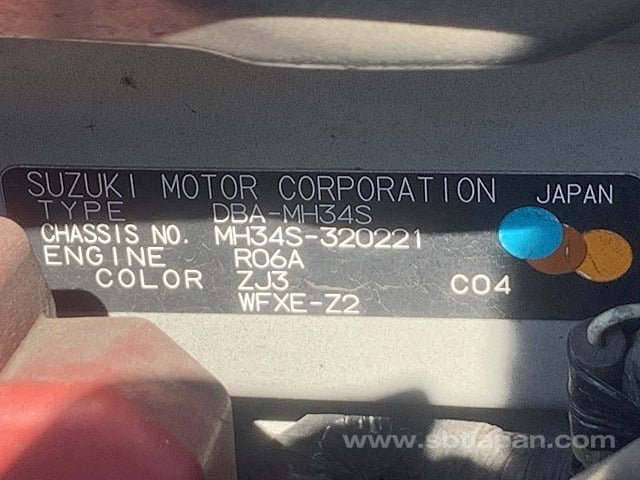 SUZUKI MOTOR CORPORATION JAPAN
TYPE DBA-MH34S
CHASSIS NO. MH34S-320221
ENGINE R06A
COLOR ZJ3 C04
WFXE-Z2
www.sbtjapan.com